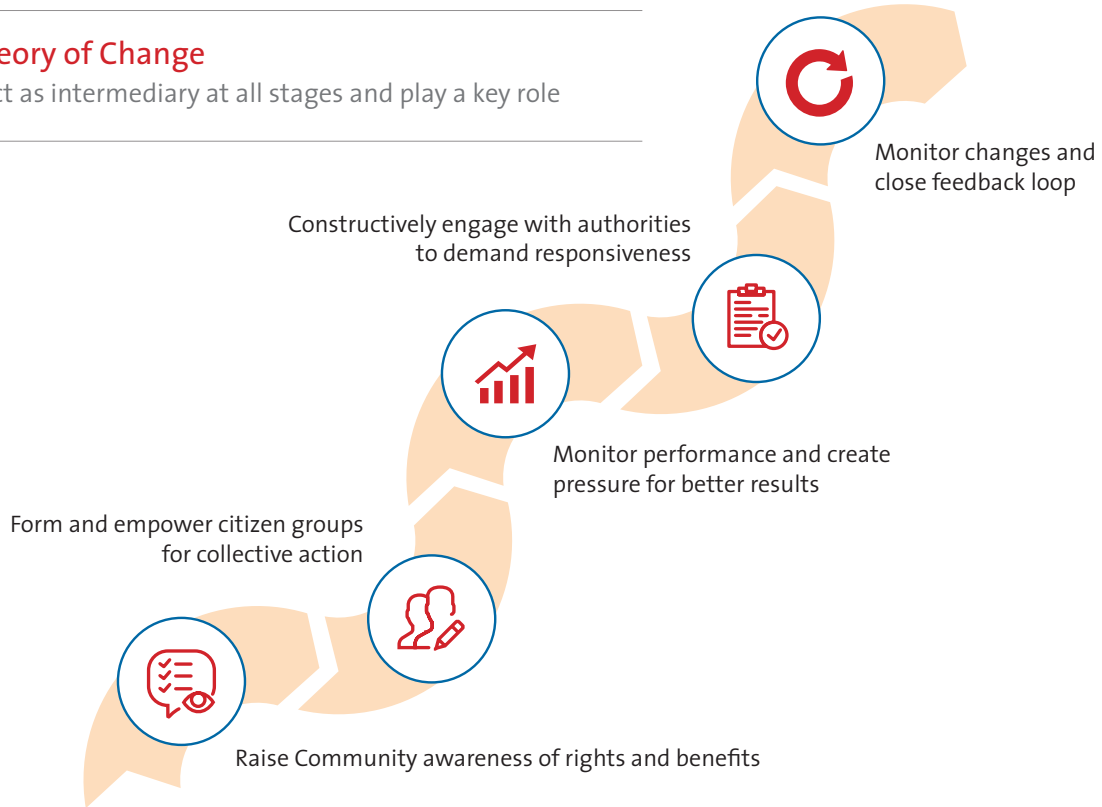 eory of Change
ct as intermediary at all stages and play a key role
Monitor changes and
close feedback loop
Constructively engage with authorities
to demand responsiveness
Monitor performance and create
pressure for better results
Form and empower citizen groups
for collective action
Raise Community awareness of rights and benefits